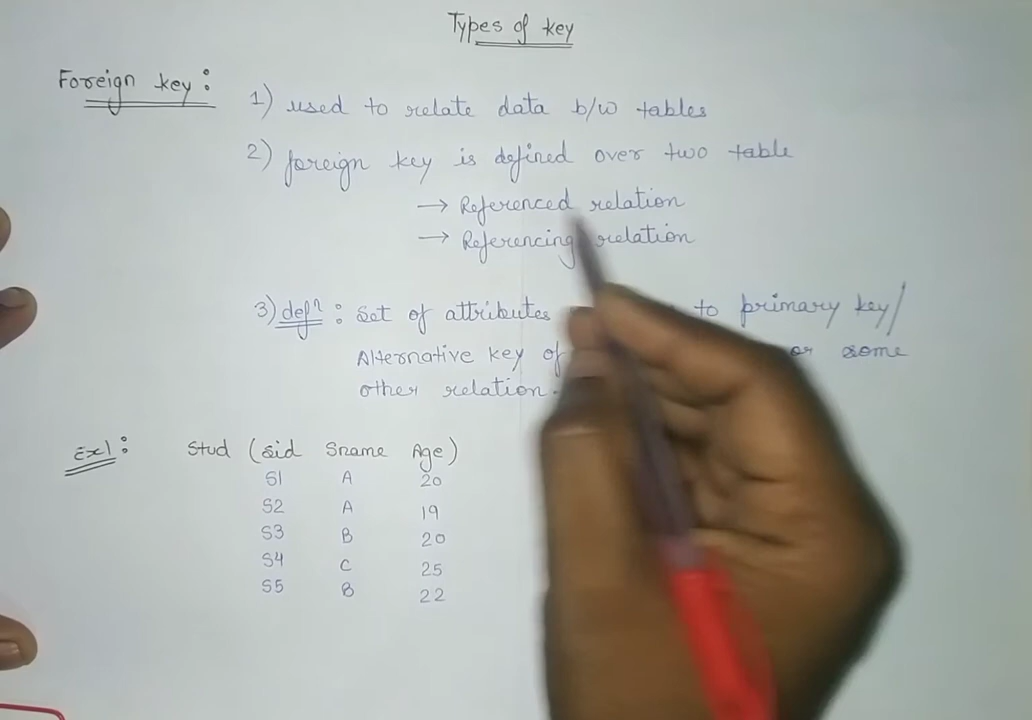 Types of key
Foreign key:
1) used to relate data b/w tables
2) foreign key is defined over two table
→ Referenced relation
→ Referencing relation
3) defⁿ: Set of attributes to primary key/
Alternative key of or some
other relation.
Ex1: Stud (Sid Sname Age)
S1 A 20
S2 A 19
S3 B 20
S4 C 25
S5 B 22